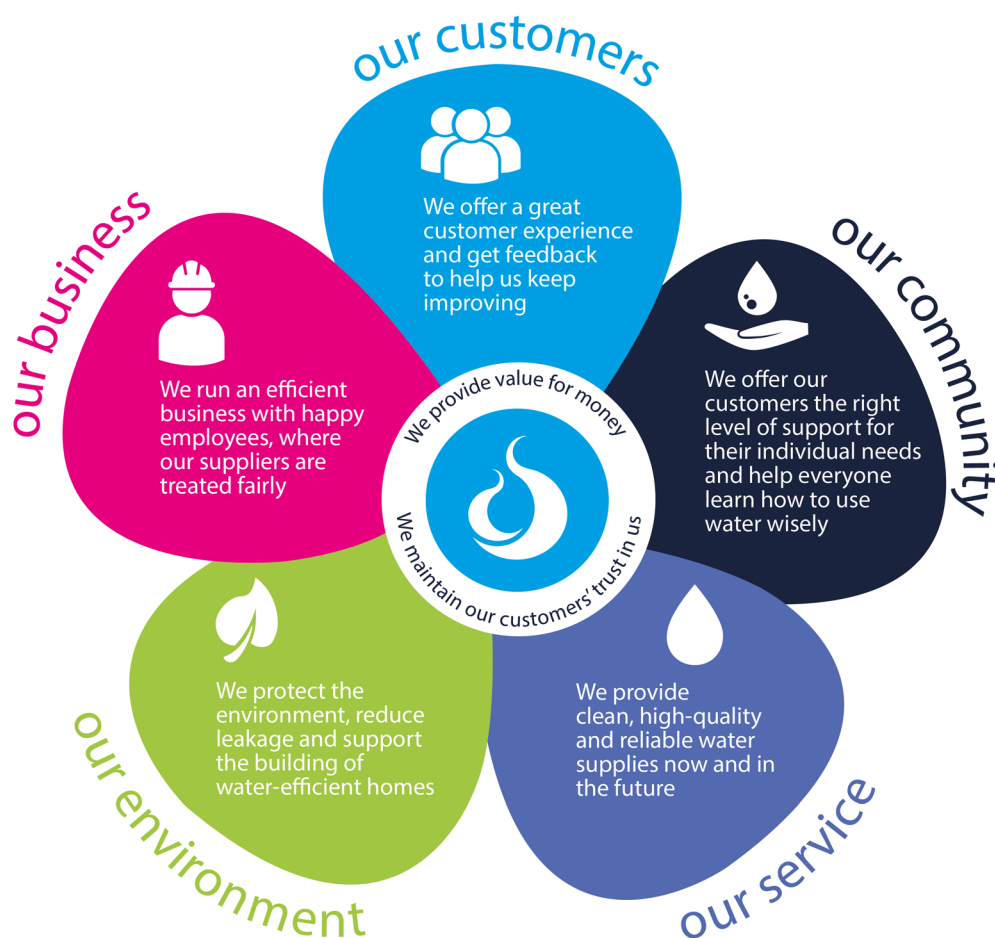 our customers
We offer a great
customer experience
and get feedback
to help us keep
improving
our community
We offer our
customers the right
level of support for
their individual needs
and help everyone
learn how to use
water wisely
our service
We provide
clean, high-quality
and reliable water
supplies now and in
the future
our environment
We protect the
environment, reduce
leakage and support
the building of
water-efficient homes
our business
We run an efficient
business with happy
employees, where
our suppliers are
treated fairly
We provide value for money
We maintain our customers’ trust in us